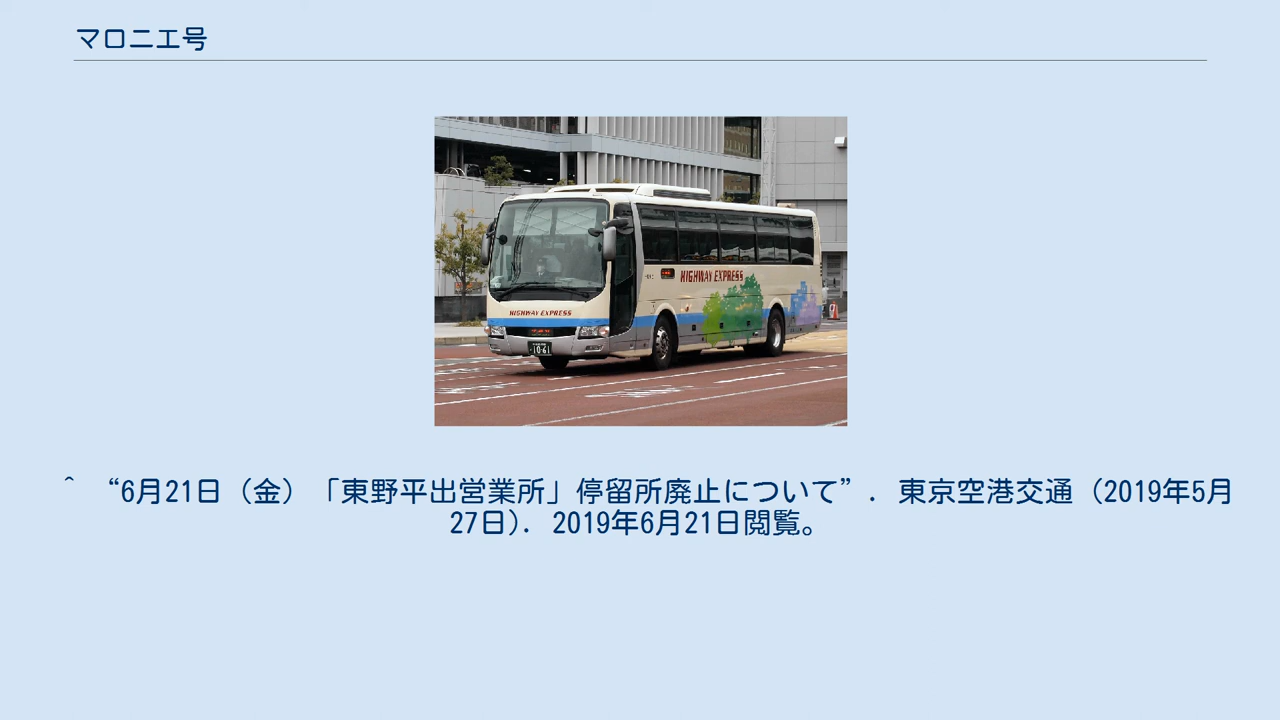 マロニエ号
HIGHWAY EXPRESS
HIGHWAY EXPRESS
10-61
^ “6月21日（金）「東野平出営業所」停留所廃止について”. 東京空港交通 (2019年5月
27日). 2019年6月21日閲覧。